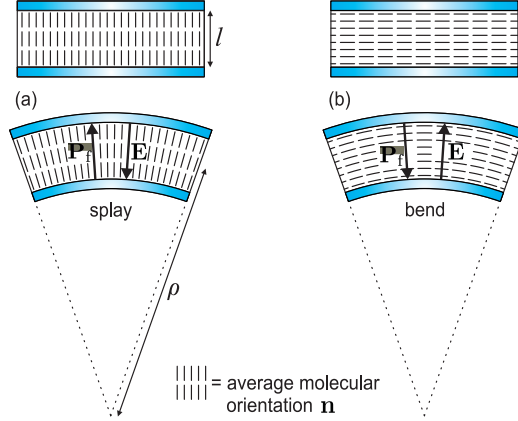 l
(a)
(b)
P_f E
P_f E
splay
bend
ρ
= average molecular
orientation n